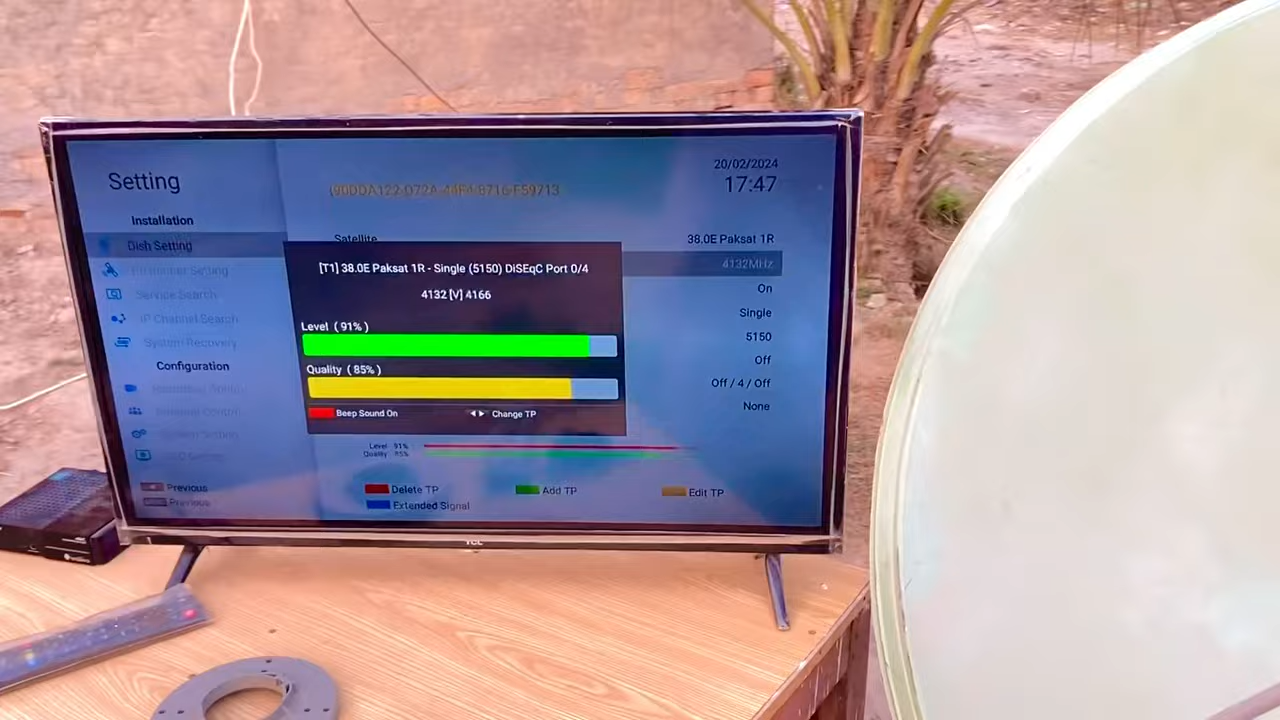 Setting
20/02/2024
17:47
Installation
Dish Setting
Service Search
IP Channel Search
System Recovery
Configuration
Previous
Previous
Satellite
38.0E Paksat 1R
4132MHz
On
Single
5150
Off
Off / 4 / Off
None
[T1] 38.0E Paksat 1R - Single (5150) DiSEqC Port 0/4
4132 [V] 4166
Level ( 91% )
Quality ( 85% )
Beep Sound On
Change TP
Level 91%
Quality 85%
Delete TP
Add TP
Edit TP
Extended Signal
TCL